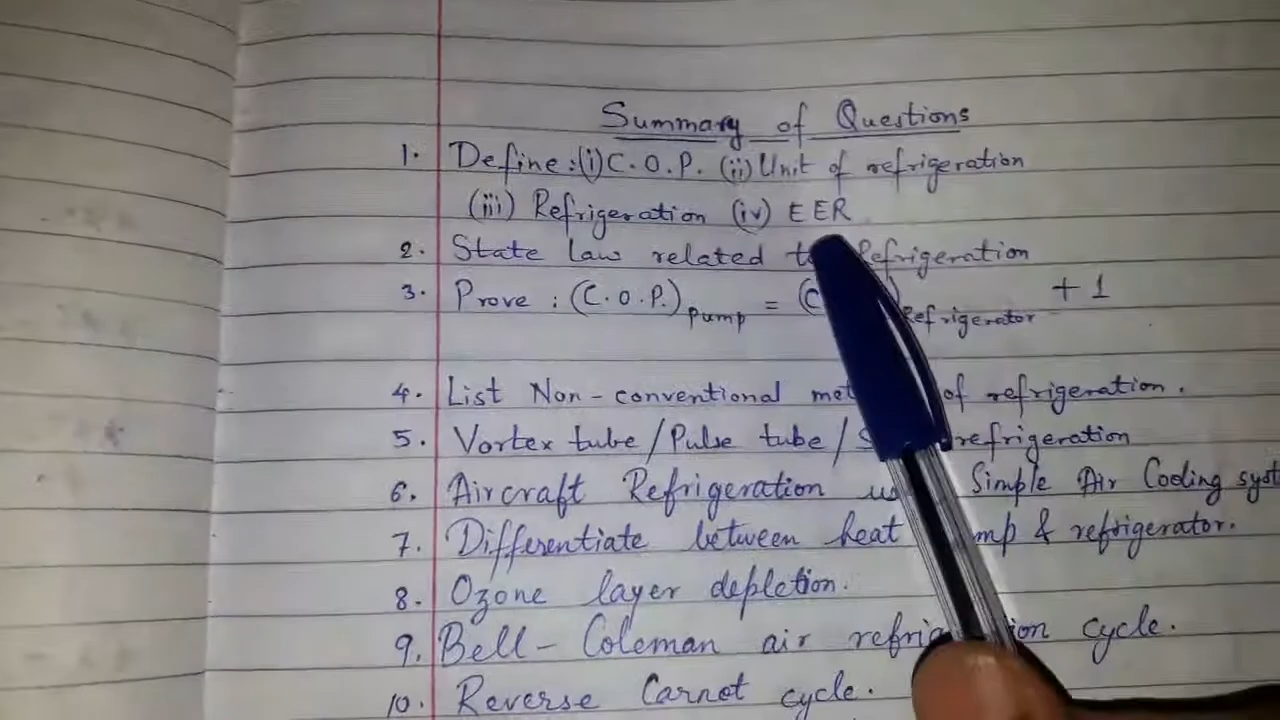 Summary of Questions
1. Define:(i) C.O.P. (ii) Unit of refrigeration
(iii) Refrigeration (iv) EER
2. State Law related Refrigeration
3. Prove : (C.O.P.)pump = (C )Refrigerator + 1
4. List Non-conventional of refrigeration.
5. Vortex tube/Pulse tube/ refrigeration
6. Aircraft Refrigeration Simple Air Cooling
7. Differentiate between heat & refrigerator.
8. Ozone layer depletion.
9. Bell-Coleman air cycle.
10. Reverse Carnot cycle.